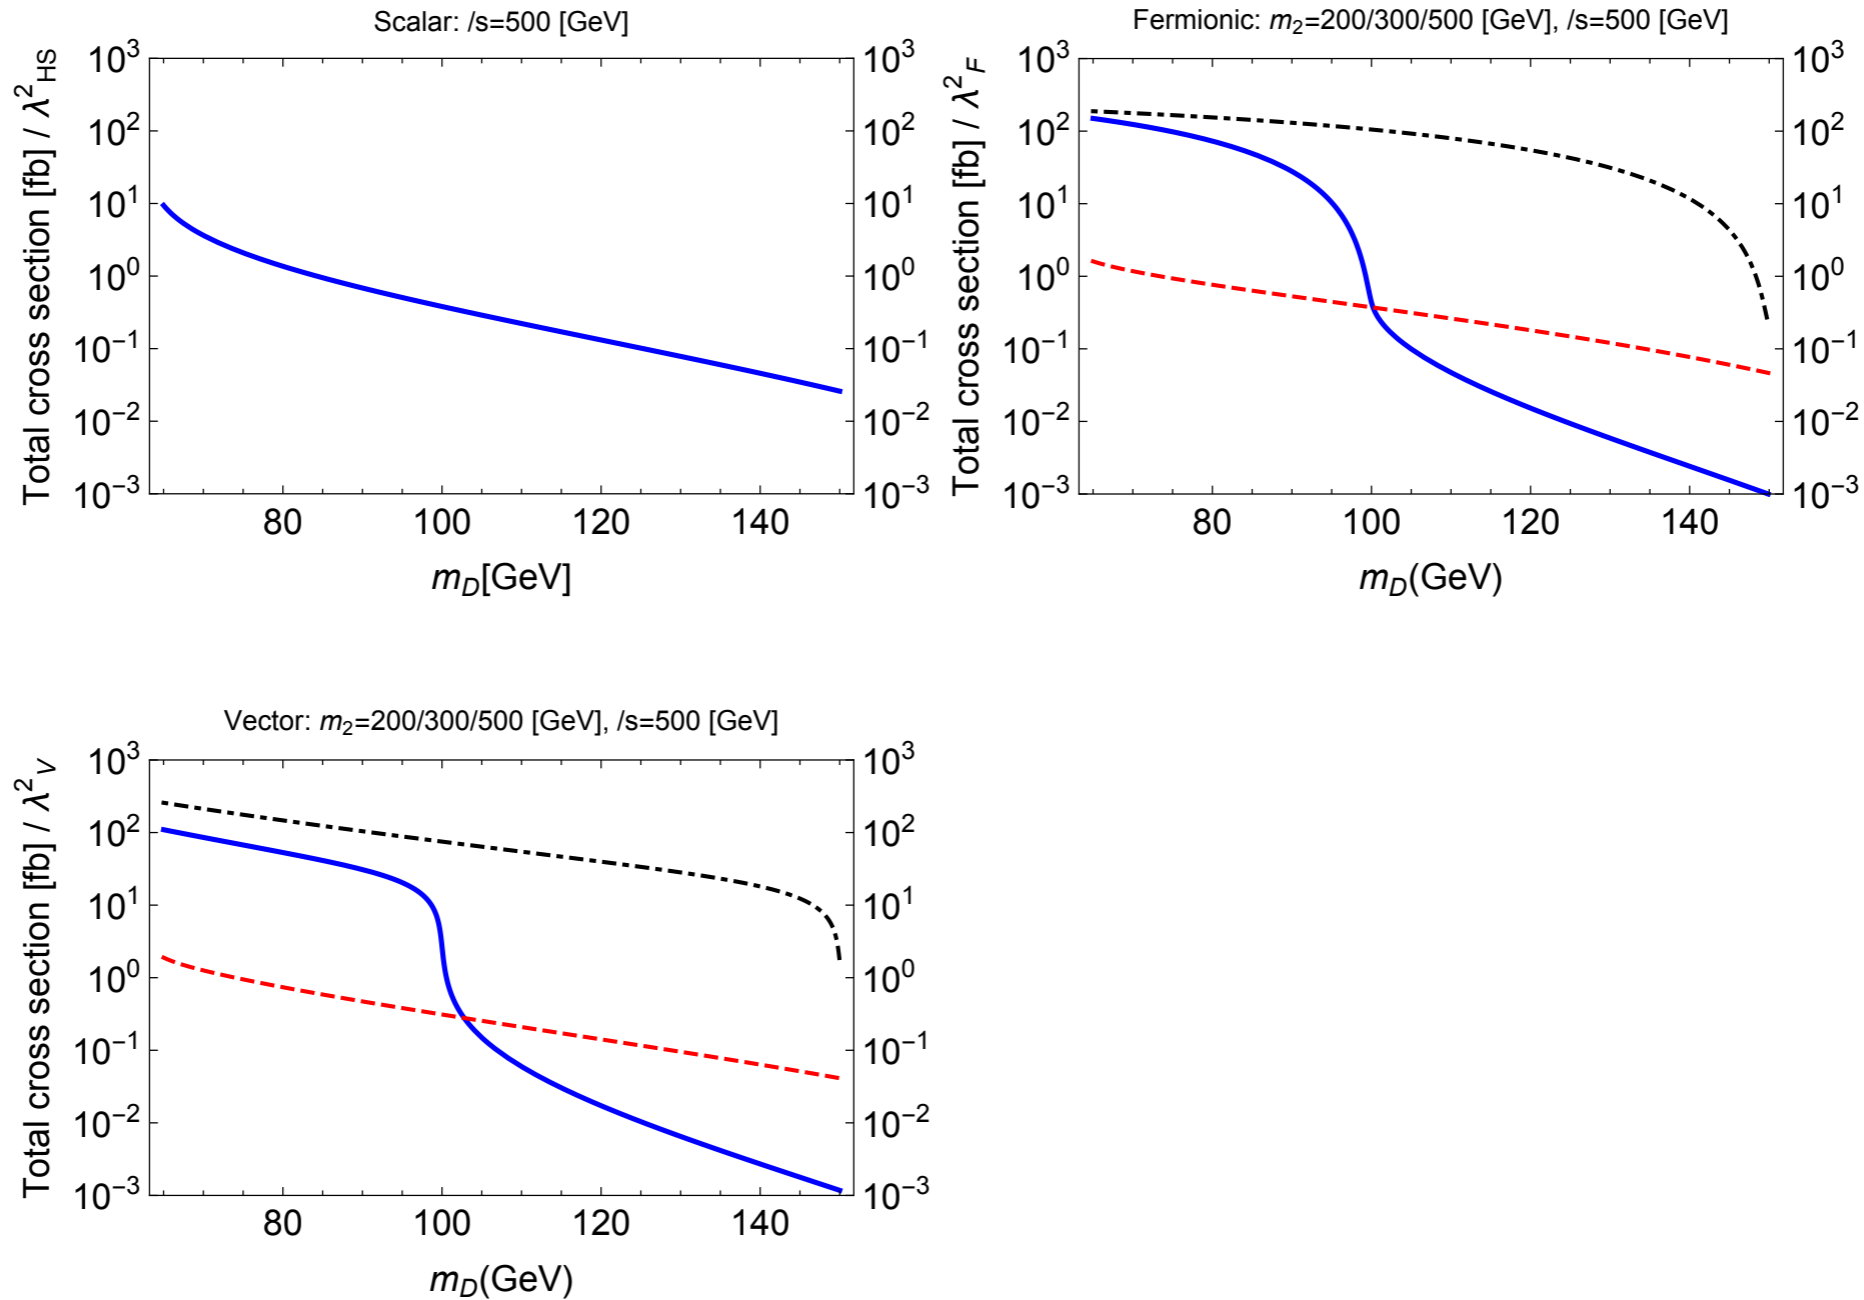 Scalar: /s=500 [GeV]
Total cross section [fb] / λ²HS
10³ 10² 10¹ 10⁰ 10⁻¹ 10⁻² 10⁻³
10³ 10² 10¹ 10⁰ 10⁻¹ 10⁻² 10⁻³
80 100 120 140
mD[GeV]
Fermionic: m₂=200/300/500 [GeV], /s=500 [GeV]
Total cross section [fb] / λ²F
10³ 10² 10¹ 10⁰ 10⁻¹ 10⁻² 10⁻³
10³ 10² 10¹ 10⁰ 10⁻¹ 10⁻² 10⁻³
80 100 120 140
mD(GeV)
Vector: m₂=200/300/500 [GeV], /s=500 [GeV]
Total cross section [fb] / λ²V
10³ 10² 10¹ 10⁰ 10⁻¹ 10⁻² 10⁻³
10³ 10² 10¹ 10⁰ 10⁻¹ 10⁻² 10⁻³
80 100 120 140
mD(GeV)